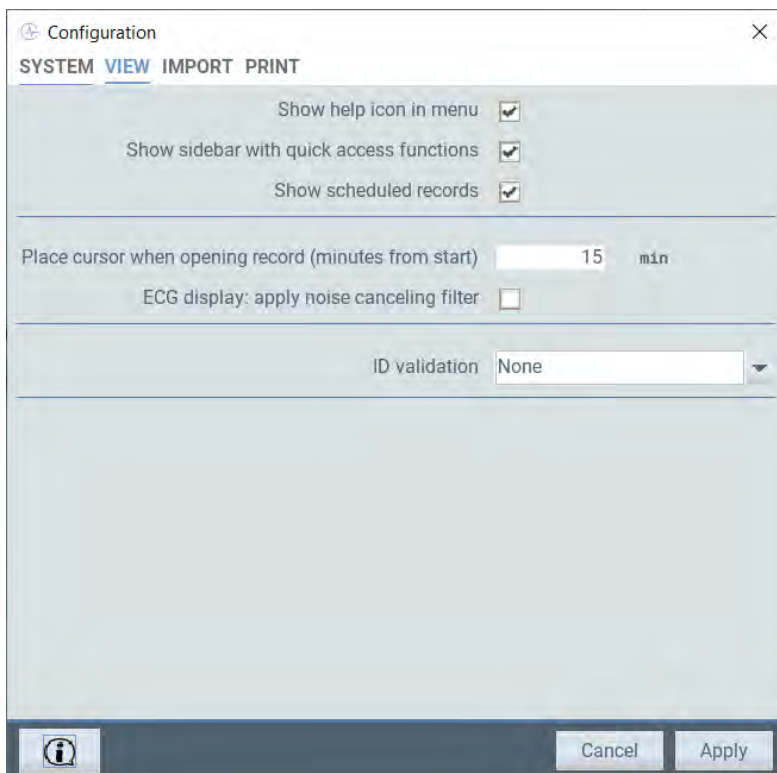 Configuration
SYSTEM VIEW IMPORT PRINT
Show help icon in menu
Show sidebar with quick access functions
Show scheduled records
Place cursor when opening record (minutes from start) 15 min
ECG display: apply noise canceling filter
ID validation None
Cancel Apply